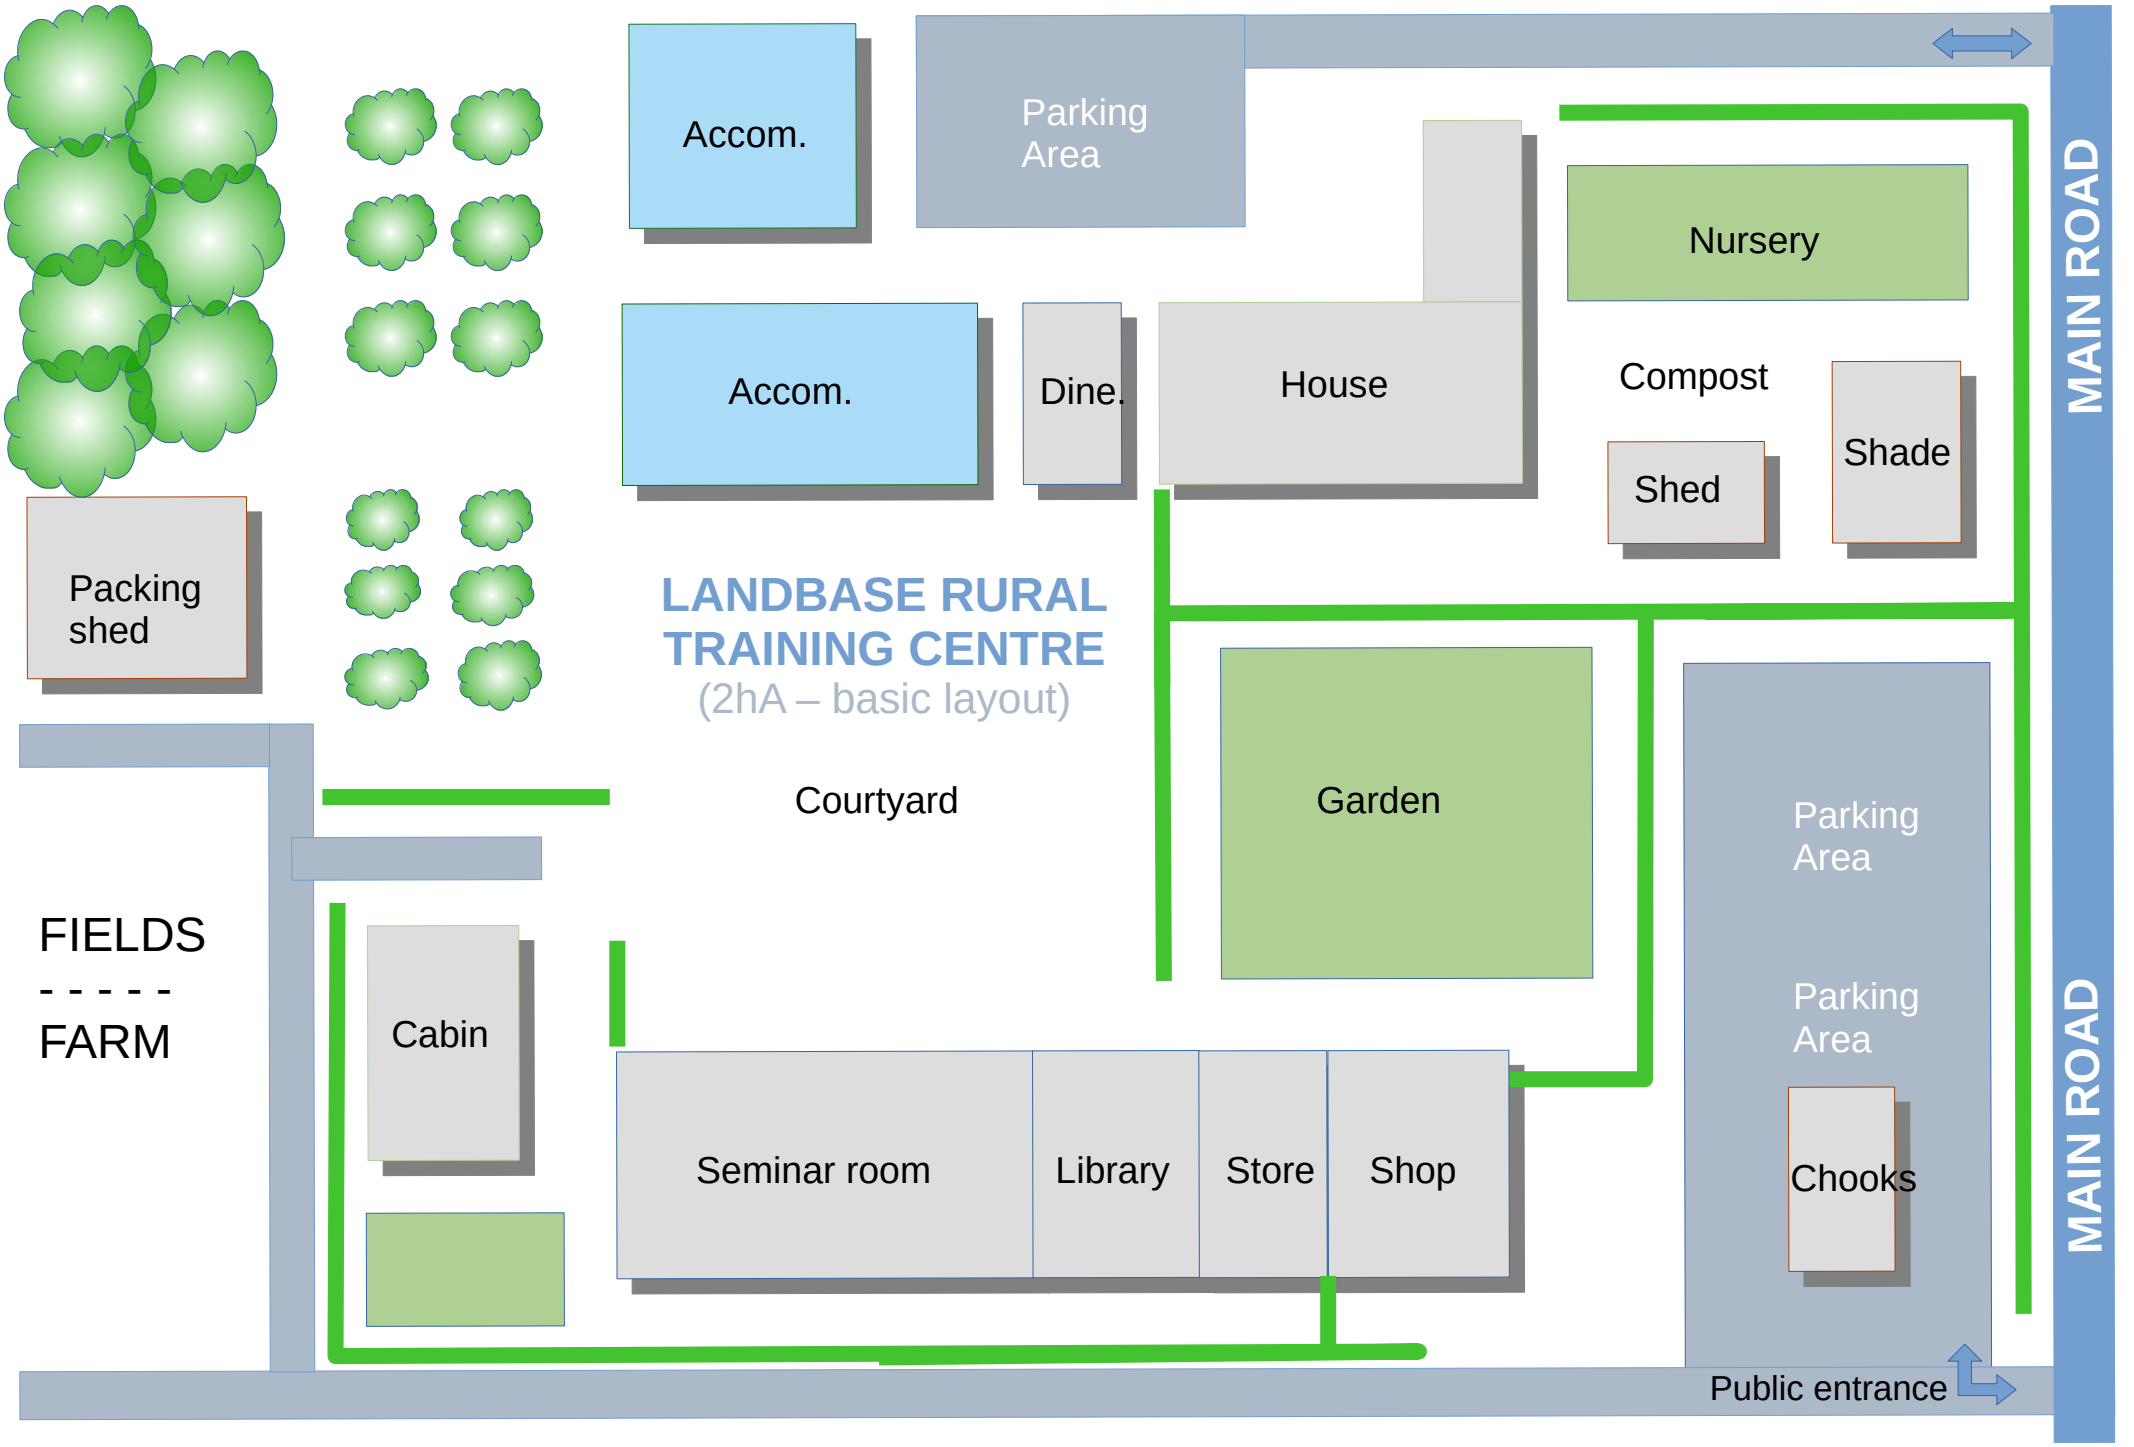 Accom.
Parking
Area
Nursery
MAIN ROAD
Accom.
Dine.
House
Compost
Shed
Shade
Packing
shed
LANDBASE RURAL
TRAINING CENTRE
(2hA – basic layout)
Courtyard
Garden
Parking
Area
FIELDS
- - - - -
FARM
Cabin
Parking
Area
MAIN ROAD
Seminar room
Library
Store
Shop
Chooks
Public entrance